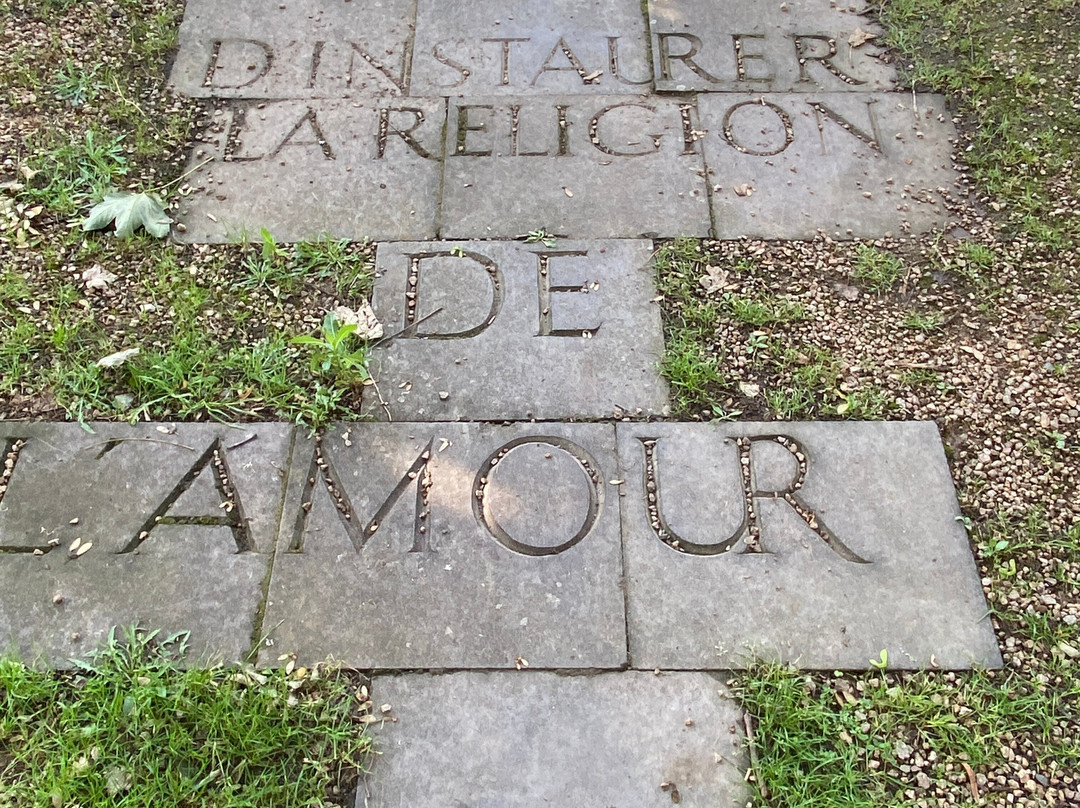 D'INSTAURER
LA RELIGION
DE
L'AMOUR